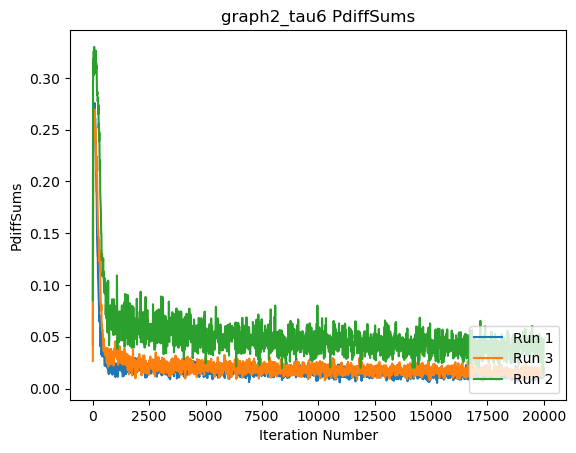 graph2_tau6 PdiffSums
PdiffSums
0.30
0.25
0.20
0.15
0.10
0.05
0.00
Run 1
Run 3
Run 2
0 2500 5000 7500 10000 12500 15000 17500 20000
Iteration Number